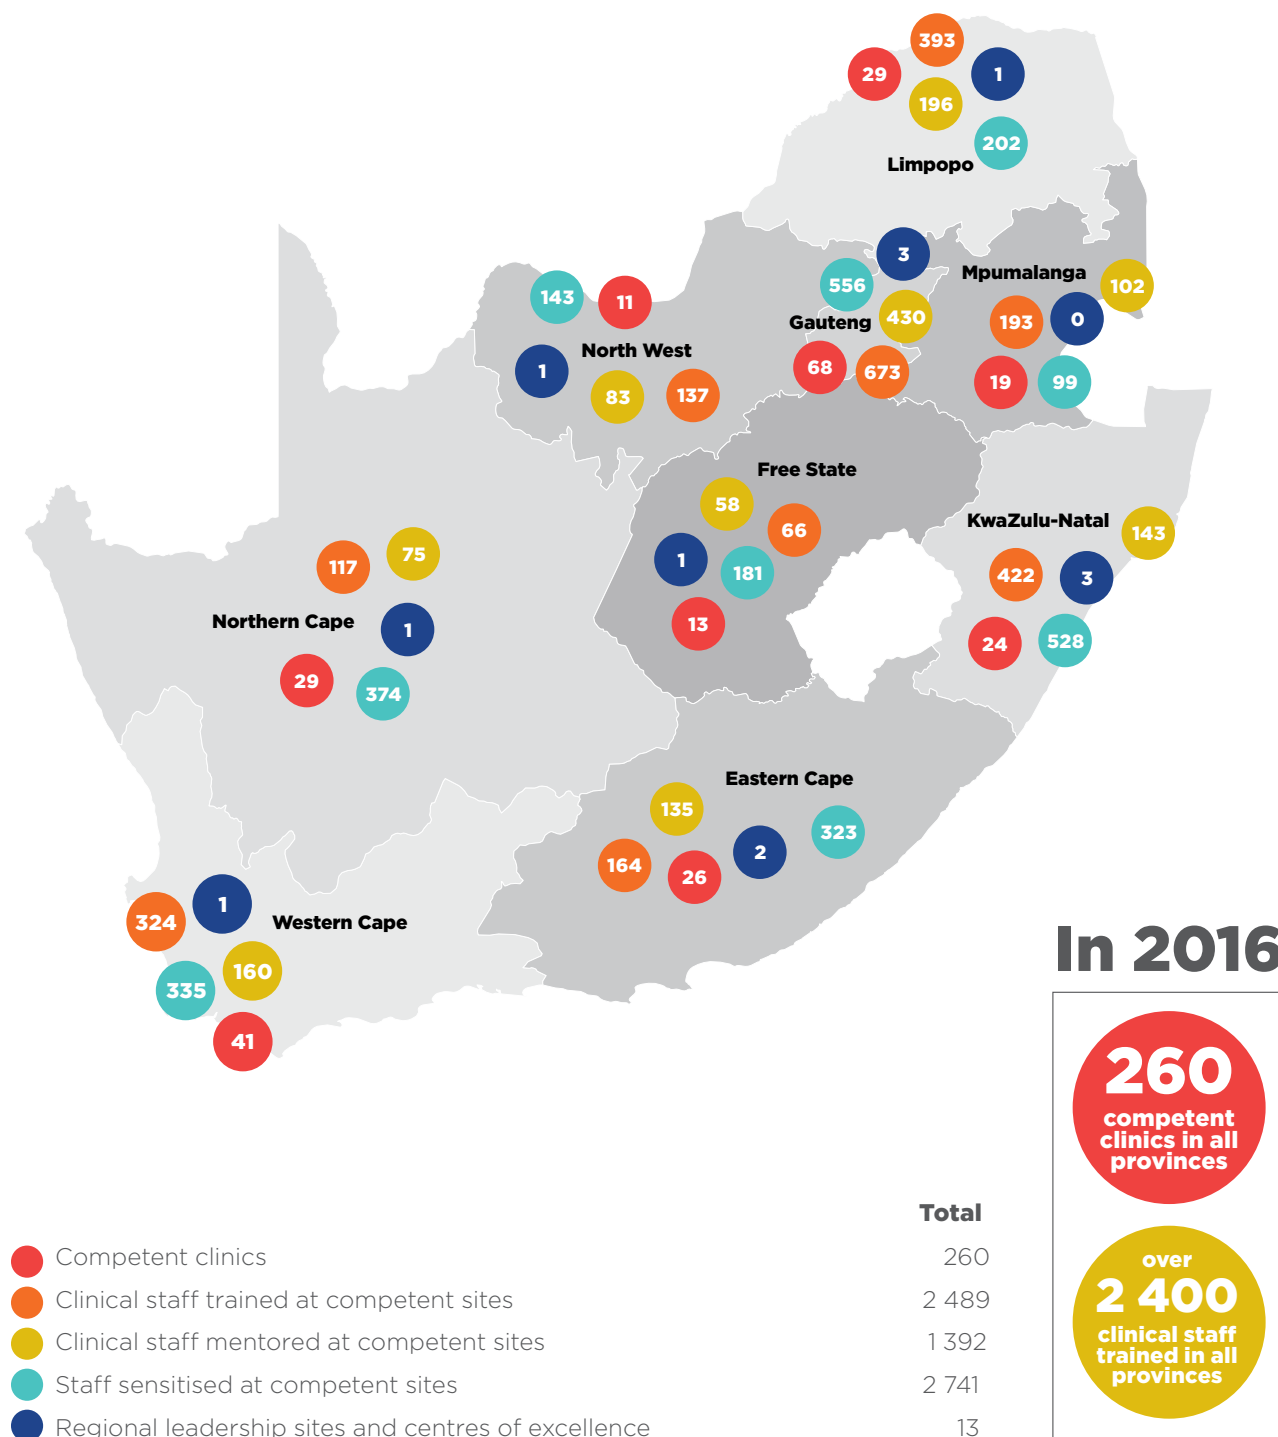 393
29
1
196
202
Limpopo
3
556
430
Gauteng
68
673
Mpumalanga
102
193
0
19
99
143
11
North West
1
83
137
Free State
58
66
1
181
13
KwaZulu-Natal
143
422
3
24
528
117
75
Northern Cape
1
29
374
Eastern Cape
135
323
164
26
2
324
1
Western Cape
335
160
41
In 2016
260
competent
clinics in all
provinces
over
2 400
clinical staff
trained in all
provinces
Total
Competent clinics 260
Clinical staff trained at competent sites 2 489
Clinical staff mentored at competent sites 1 392
Staff sensitised at competent sites 2 741
Regional leadership sites and centres of excellence 13